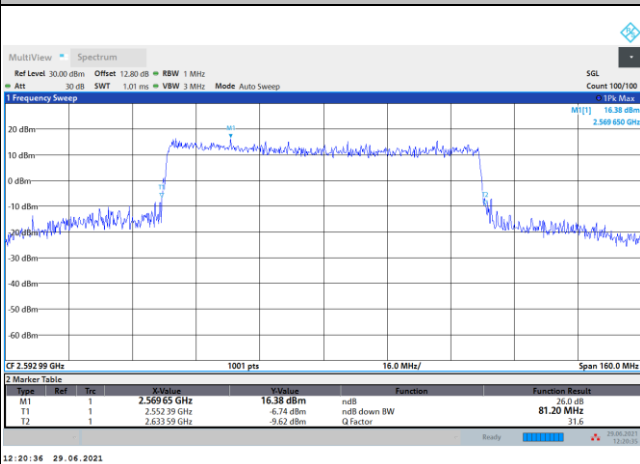 MultiView Spectrum
Ref Level 30.00 dBm Offset 12.80 dB RBW 1 MHz SGL
Att 30 dB SWT 1.01 ms VBW 3 MHz Mode Auto Sweep Count 100/100
1 Frequency Sweep 1Pk Max
M1[1] 16.38 dBm
2.569 650 GHz
M1
20 dBm
10 dBm
0 dBm
T1
T2
-10 dBm
-20 dBm
-30 dBm
-40 dBm
-50 dBm
-60 dBm
CF 2.592 99 GHz 1001 pts 16.0 MHz/ Span 160.0 MHz
2 Marker Table
Type Ref Trc X-Value Y-Value Function Function Result
M1 1 2.569 65 GHz 16.38 dBm ndB 26.0 dB
T1 1 2.552 39 GHz -6.74 dBm ndB down BW 81.20 MHz
T2 1 2.633 59 GHz -9.62 dBm Q Factor 31.6
Ready 29.06.2021
12:20:35
12:20:36 29.06.2021